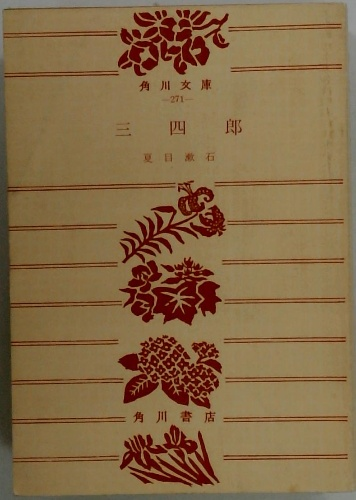 角川文庫
—271—
三四郎
夏目漱石
角川書店